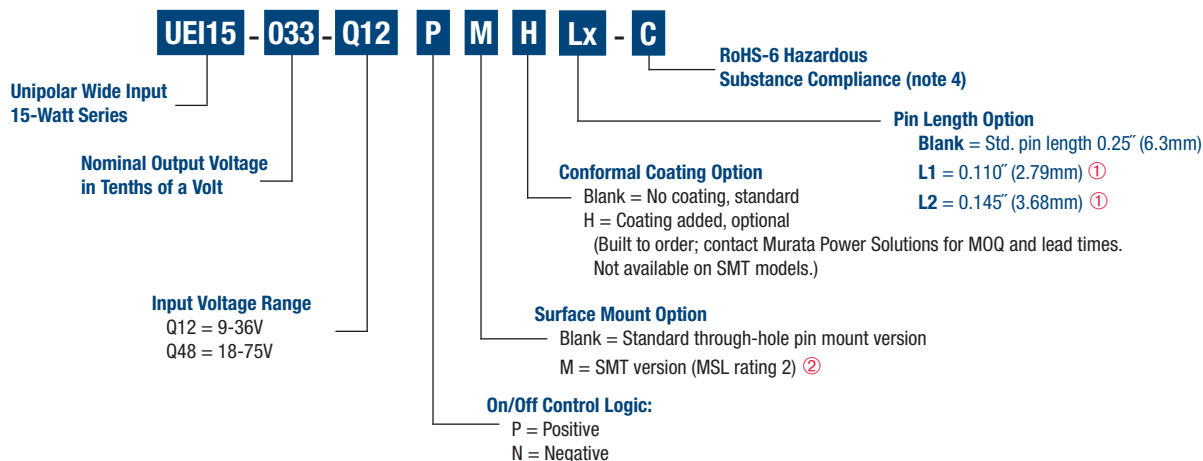 UEI15 - 033 - Q12 P M H Lx - C
RoHS-6 Hazardous
Substance Compliance (note 4)
Unipolar Wide Input
15-Watt Series
Pin Length Option
Blank = Std. pin length 0.25˝ (6.3mm)
L1 = 0.110˝ (2.79mm) ①
L2 = 0.145˝ (3.68mm) ①
Nominal Output Voltage
in Tenths of a Volt
Conformal Coating Option
Blank = No coating, standard
H = Coating added, optional
(Built to order; contact Murata Power Solutions for MOQ and lead times.
Not available on SMT models.)
Input Voltage Range
Q12 = 9-36V
Q48 = 18-75V
Surface Mount Option
Blank = Standard through-hole pin mount version
M = SMT version (MSL rating 2) ②
On/Off Control Logic:
P = Positive
N = Negative